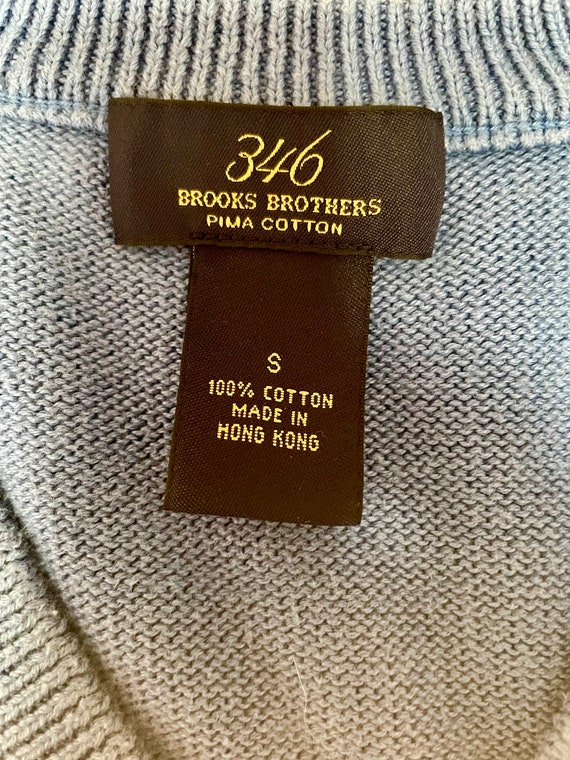 346
BROOKS BROTHERS
PIMA COTTON
S
100% COTTON
MADE IN
HONG KONG